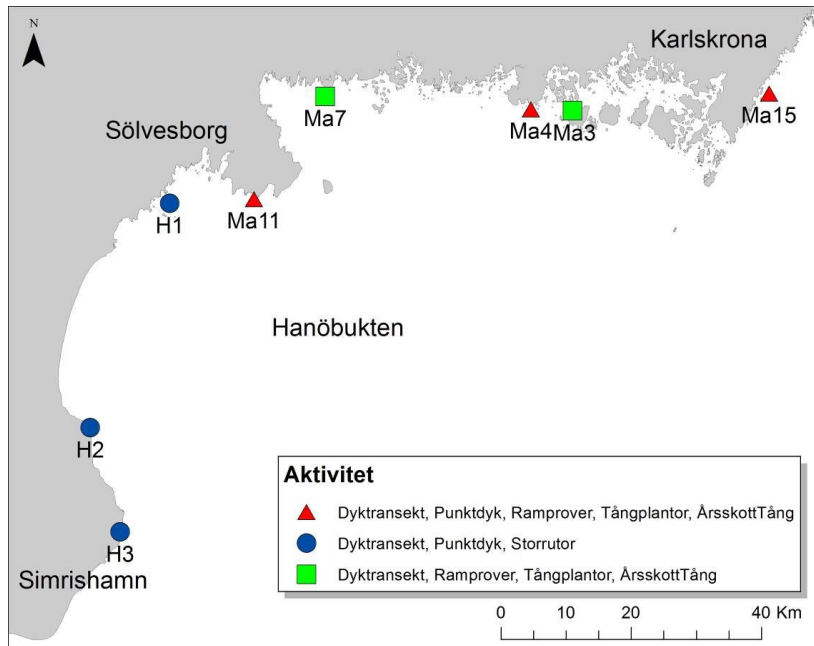 N
Karlskrona
Ma7
Ma4
Ma3
Ma15
Sölvesborg
H1
Ma11
Hanöbukten
H2
H3
Simrishamn
Aktivitet
Dyktransekt, Punktdyk, Ramprover, Tångplantor, ÅrsskottTång
Dyktransekt, Punktdyk, Storrutor
Dyktransekt, Ramprover, Tångplantor, ÅrsskottTång
0 10 20 40 Km